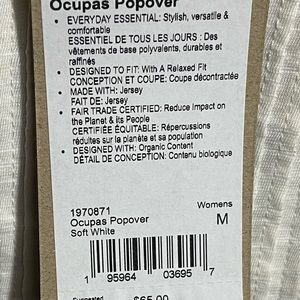 Ocupas Popover
• EVERYDAY ESSENTIAL: Stylish, versatile &
comfortable
ESSENTIEL DE TOUS LES JOURS : Des
vêtements de base polyvalents, durables et
raffinés
• DESIGNED TO FIT: With A Relaxed Fit
CONCEPTION ET COUPE: Coupe décontractée
• MADE WITH: Jersey
FAIT DE: Jersey
• FAIR TRADE CERTIFIED: Reduce Impact on
the Planet & its People
CERTIFIÉE ÉQUITABLE: Répercussions
réduites sur la planète et sa population
• DESIGNED WITH: Organic Content
DÉTAIL DE CONCEPTION: Contenu biologique
1970871 Womens
Ocupas Popover M
Soft White
1 95964 03695 7
Suggested $65.00